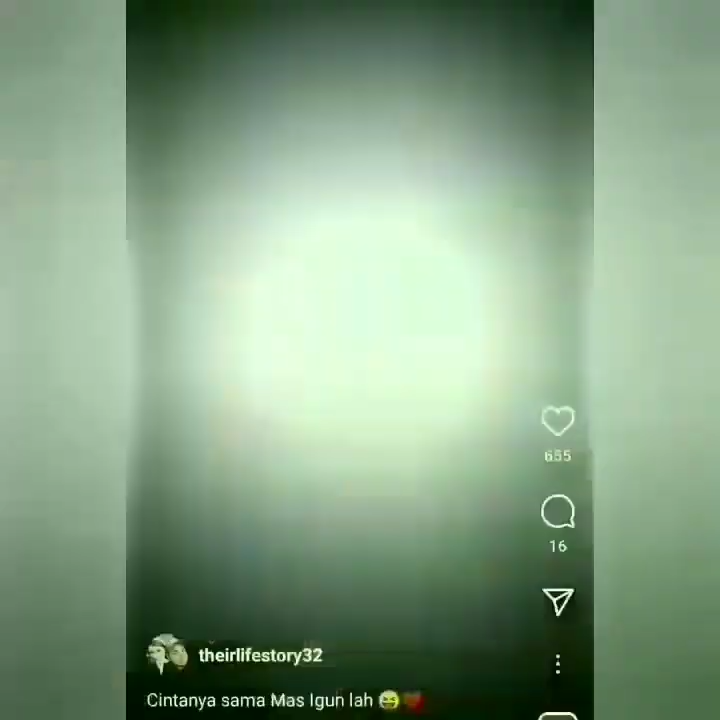 655
16
theirlifestory32
Cintanya sama Mas Igun lah 😝❤️